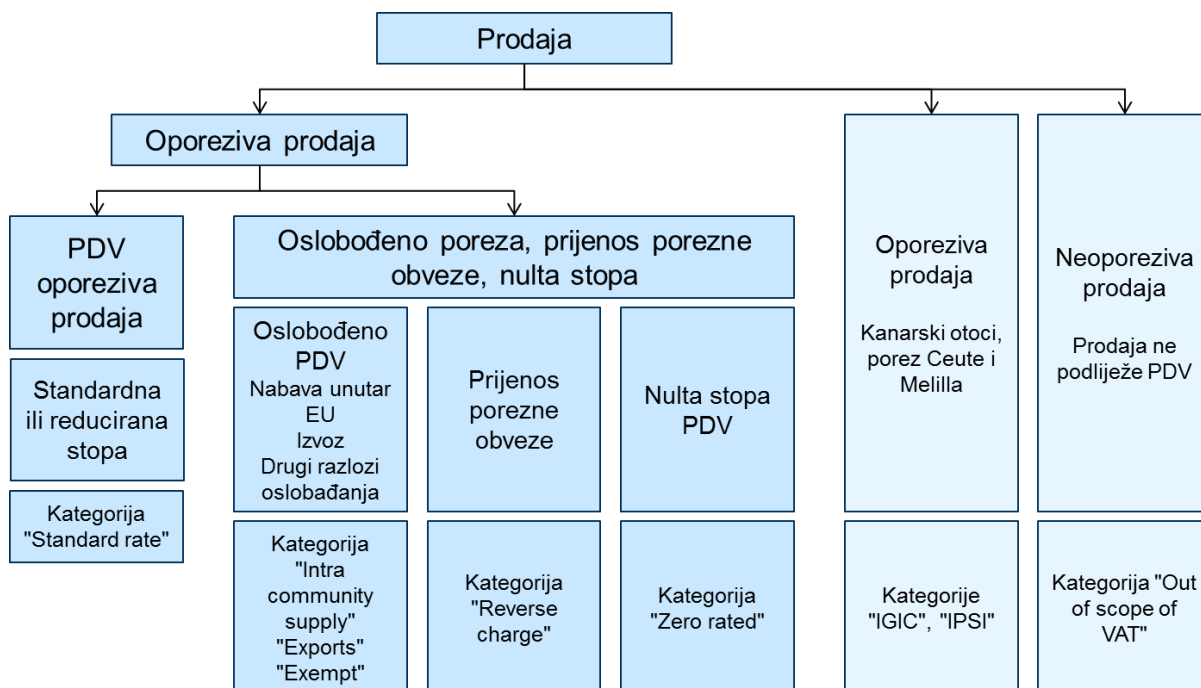 Prodaja
Oporeziva prodaja
PDV
oporeziva
prodaja
Standardna
ili reducirana
stopa
Kategorija
"Standard rate"
Oslobođeno poreza, prijenos porezne
obveze, nulta stopa
Oslobođeno
PDV
Nabava unutar
EU
Izvoz
Drugi razlozi
oslobađanja
Kategorija
"Intra
community
supply"
"Exports"
"Exempt"
Prijenos
porezne
obveze
Kategorija
"Reverse
charge"
Nulta stopa
PDV
Kategorija
"Zero rated"
Oporeziva
prodaja
Kanarski otoci,
porez Ceute i
Melilla
Kategorije
"IGIC", "IPSI"
Neoporeziva
prodaja
Prodaja ne
podliježe PDV
Kategorija "Out
of scope of
VAT"